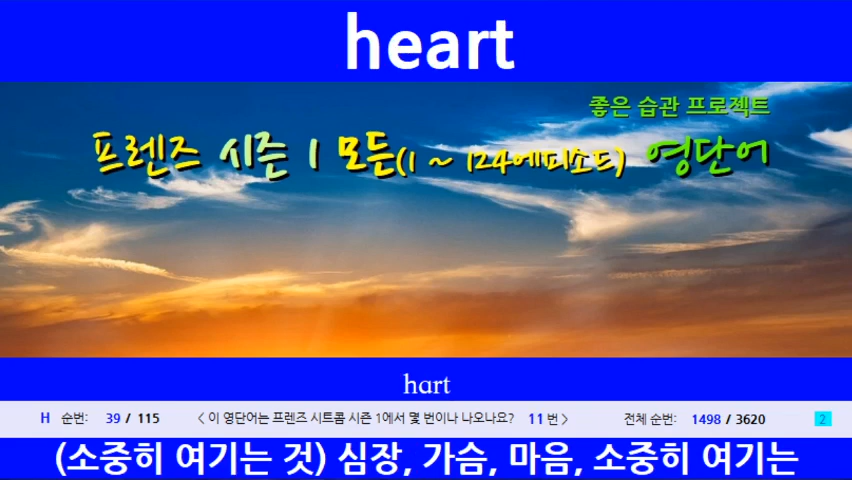 heart
좋은 습관 프로젝트
프렌즈 시즌 1 모든(1 ~ 124에피소드) 영단어
hart
H 순번: 39 / 115 < 이 영단어는 프렌즈 시트콤 시즌 1에서 몇 번이나 나오나요? 11 번 > 전체 순번: 1498 / 3620 2
(소중히 여기는 것) 심장, 가슴, 마음, 소중히 여기는